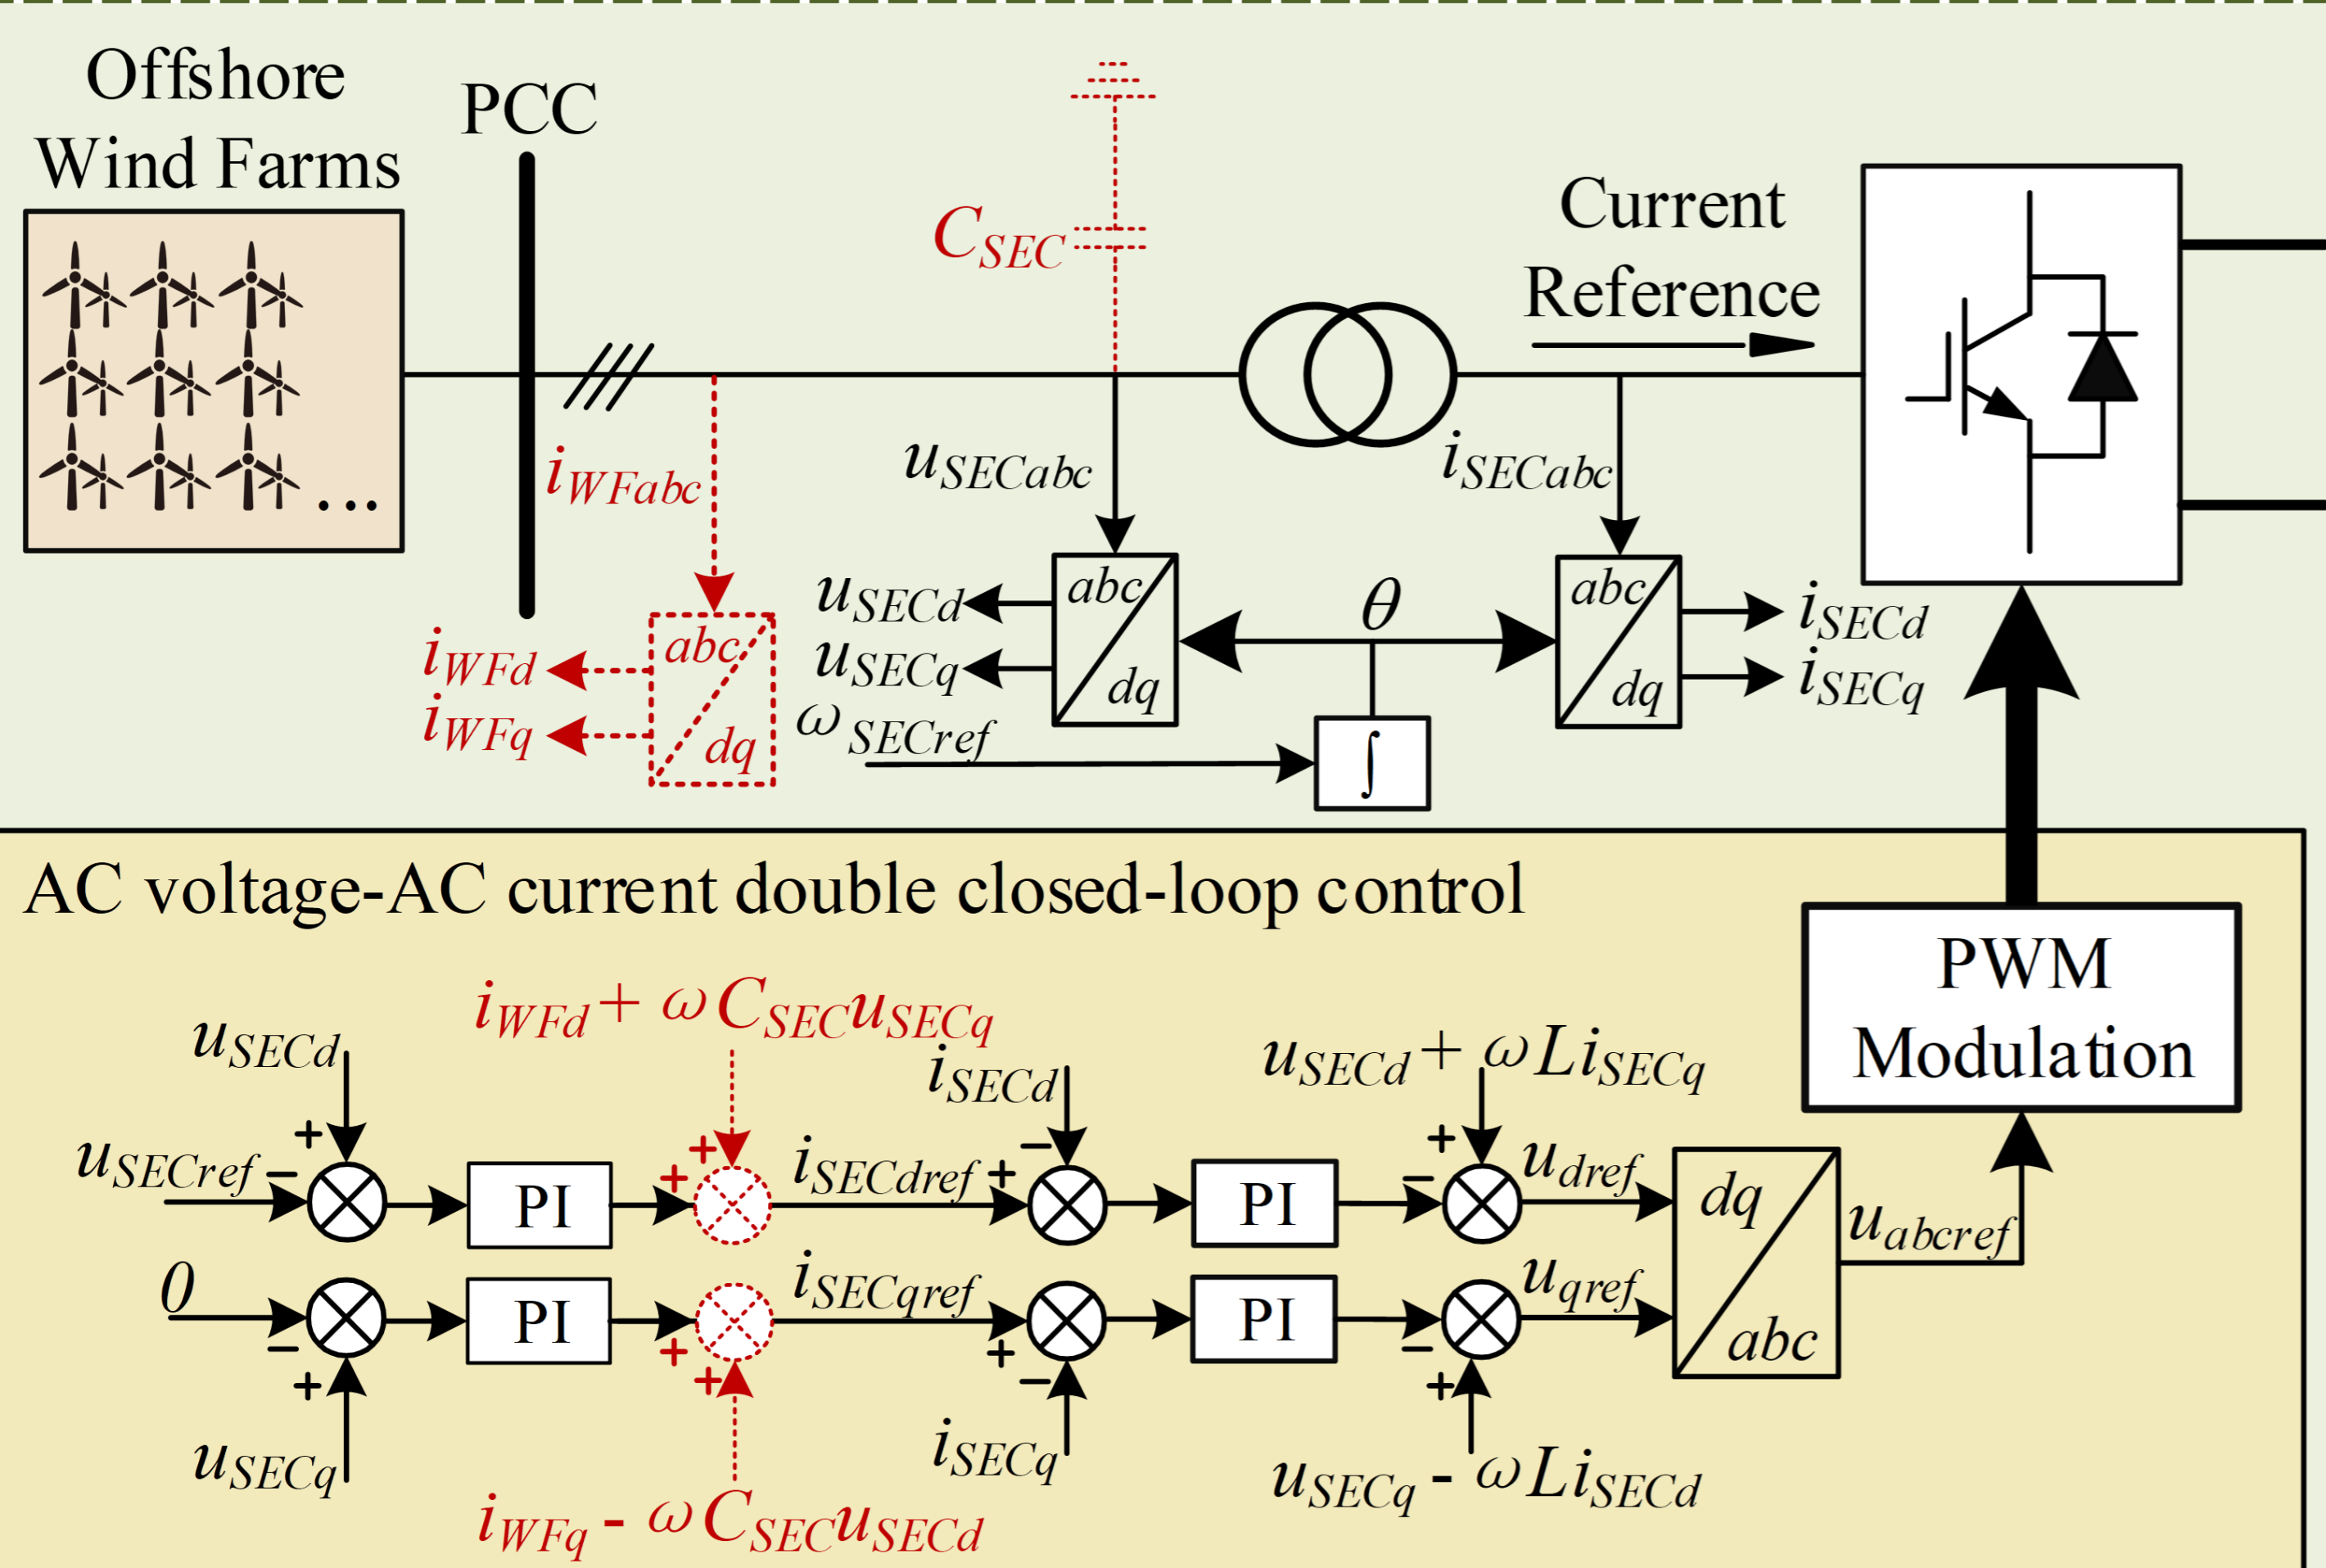 Offshore
Wind Farms
PCC
C_SEC
Current
Reference
...
i_WFabc
u_SECabc
i_SECabc
abc
dq
i_WFd
i_WFq
u_SECd
u_SECq
abc
dq
θ
abc
dq
i_SECd
i_SECq
ω_SECref
∫
AC voltage-AC current double closed-loop control
PWM
Modulation
i_WFd + ωC_SEC u_SECq
u_SECd
i_SECd
u_SECd + ωLi_SECq
+
+
−
+
u_SECref −
PI
+
i_SECdref +
PI
−
u_dref
dq
abc
u_abcref
0
−
+
PI
+
+
i_SECqref
+
−
PI
−
+
u_qref
u_SECq
i_SECq
u_SECq - ωLi_SECd
i_WFq - ωC_SEC u_SECd